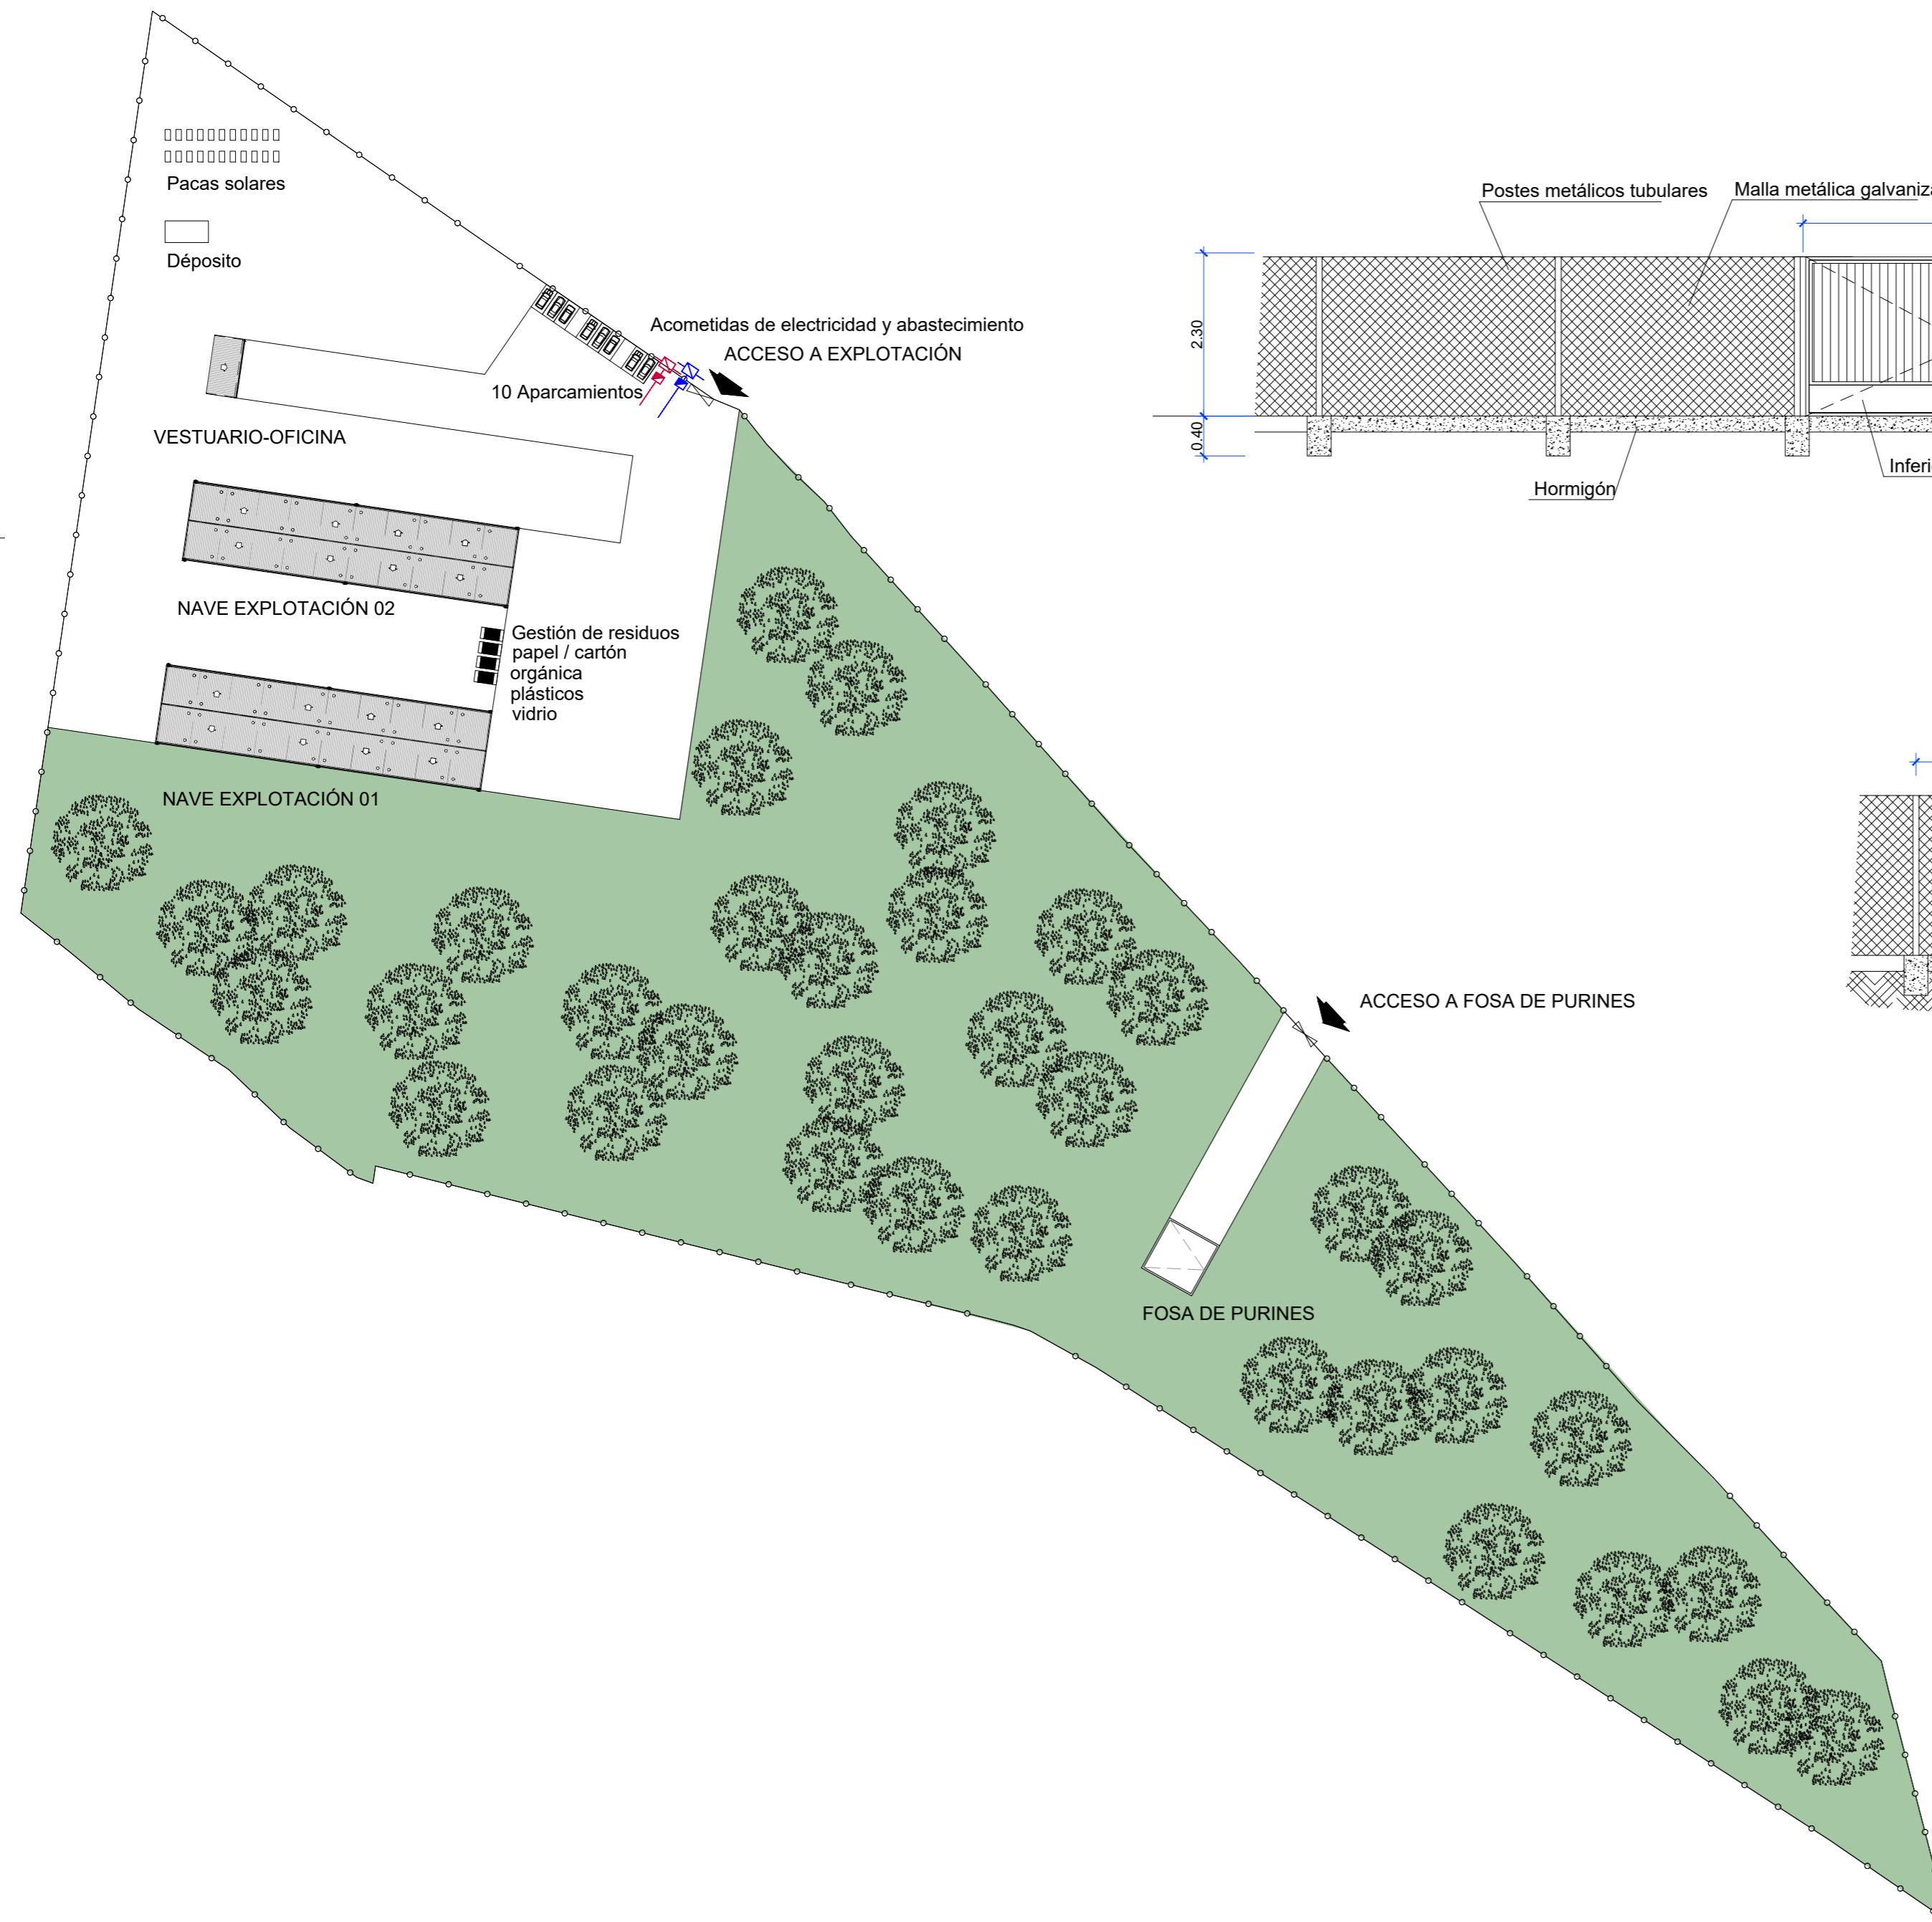 Pacas solares
Déposito
Acometidas de electricidad y abastecimiento
ACCESO A EXPLOTACIÓN
10 Aparcamientos
VESTUARIO-OFICINA
NAVE EXPLOTACIÓN 02
Gestión de residuos
papel / cartón
orgánica
plásticos
vidrio
NAVE EXPLOTACIÓN 01
ACCESO A FOSA DE PURINES
FOSA DE PURINES
Postes metálicos tubulares
Malla metálica galvaniz
2.30
0.40
Hormigón
Inferi